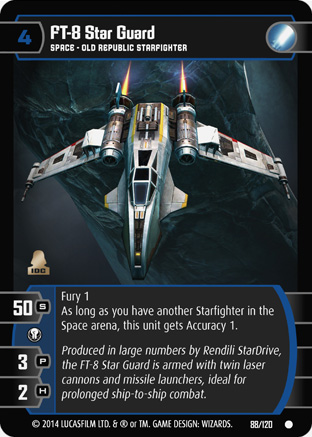 4 FT-8 Star Guard
SPACE - OLD REPUBLIC STARFIGHTER
IDC
50 S
Fury 1
As long as you have another Starfighter in the
Space arena, this unit gets Accuracy 1.
3 P
2 H
Produced in large numbers by Rendili StarDrive,
the FT-8 Star Guard is armed with twin laser
cannons and missile launchers, ideal for
prolonged ship-to-ship combat.
© 2014 LUCASFILM LTD. & ® or TM. GAME DESIGN: WIZARDS. 88/120